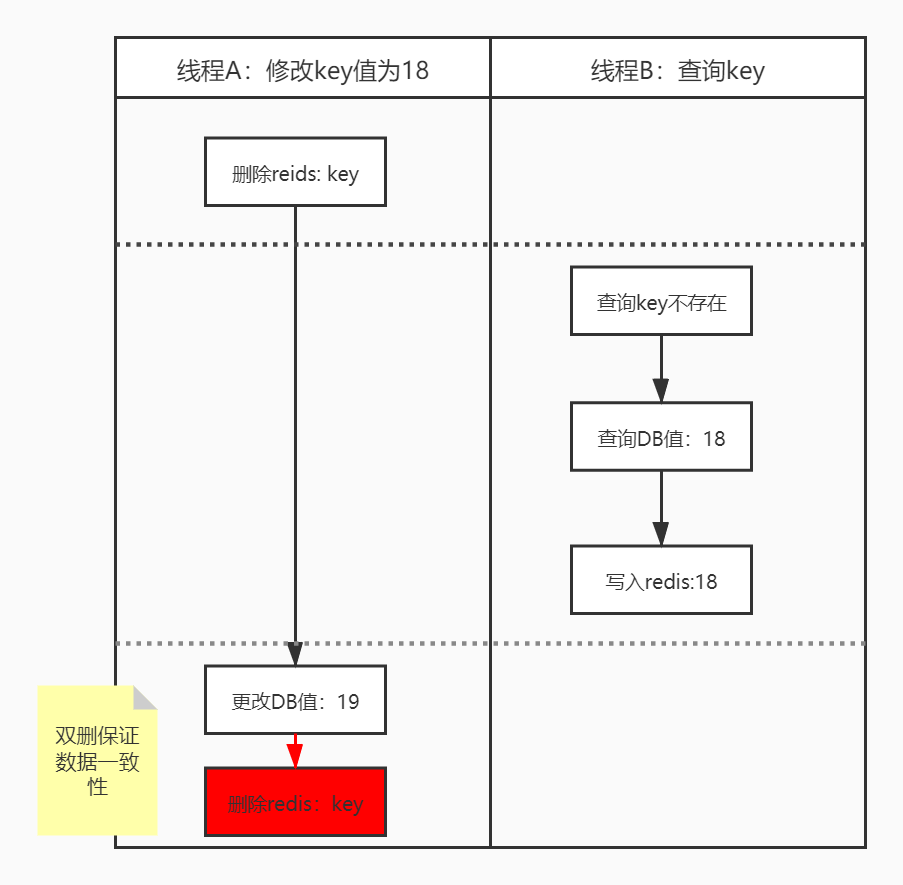 线程A：修改key值为18
线程B：查询key
删除reids: key
查询key不存在
查询DB值：18
写入redis:18
更改DB值：19
双删保证
数据一致
性
删除redis：key